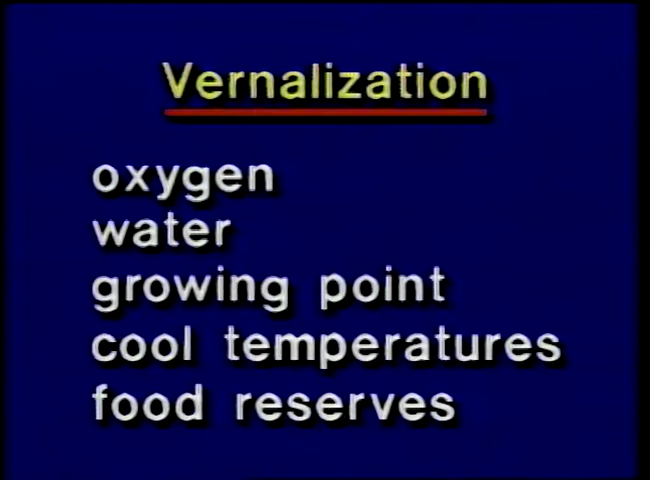 Vernalization
oxygen
water
growing point
cool temperatures
food reserves